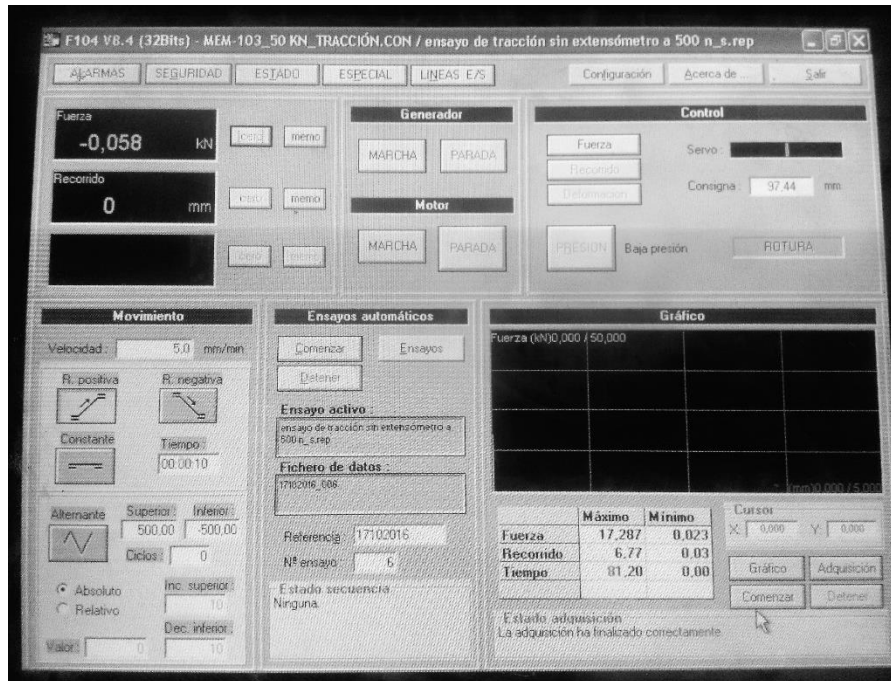 F104 V8.4 (32Bits) - MEM-103_50 KN_TRACCIÓN.CON / ensayo de tracción sin extensómetro a 500 n_s.rep
ALARMAS SEGURIDAD ESTADO ESPECIAL LINEAS E/S Configuración Acerca de ... Salir
Fuerza
-0,058 kN
cero memo
Recorrido
0 mm
cero memo
cero memo
Generador
MARCHA PARADA
Motor
MARCHA PARADA
Control
Fuerza
Recorrido
Deformación
Servo :
Consigna : 97,44 mm
PRESION Baja presión ROTURA
Movimiento
Velocidad : 5,0 mm/min
R. positiva R. negativa
Constante Tiempo :
00:00:10
Alternante Superior : Inferior :
500,00 -500,00
Ciclos : 0
Absoluto
Relativo
Inc. superior :
10
Dec. inferior :
Valor : 0 10
Ensayos automáticos
Comenzar Ensayos
Detener
Ensayo activo :
ensayo de tracción sin extensómetro a
500 n_s.rep
Fichero de datos :
17102016_006
Referencia : 17102016
Nª ensayo : 6
Estado secuencia
Ninguna.
Gráfico
Fuerza (kN)0,000 / 50,000
(mm)0,000 / 5,000
Máximo Mínimo
Fuerza 17,287 0,023
Recorrido 6,77 0,03
Tiempo 81,20 0,00
Cursor
X: 0,000 Y: 0,000
Gráfico Adquisición
Comenzar Detener
Estado adquisición
La adquisición ha finalizado correctamente